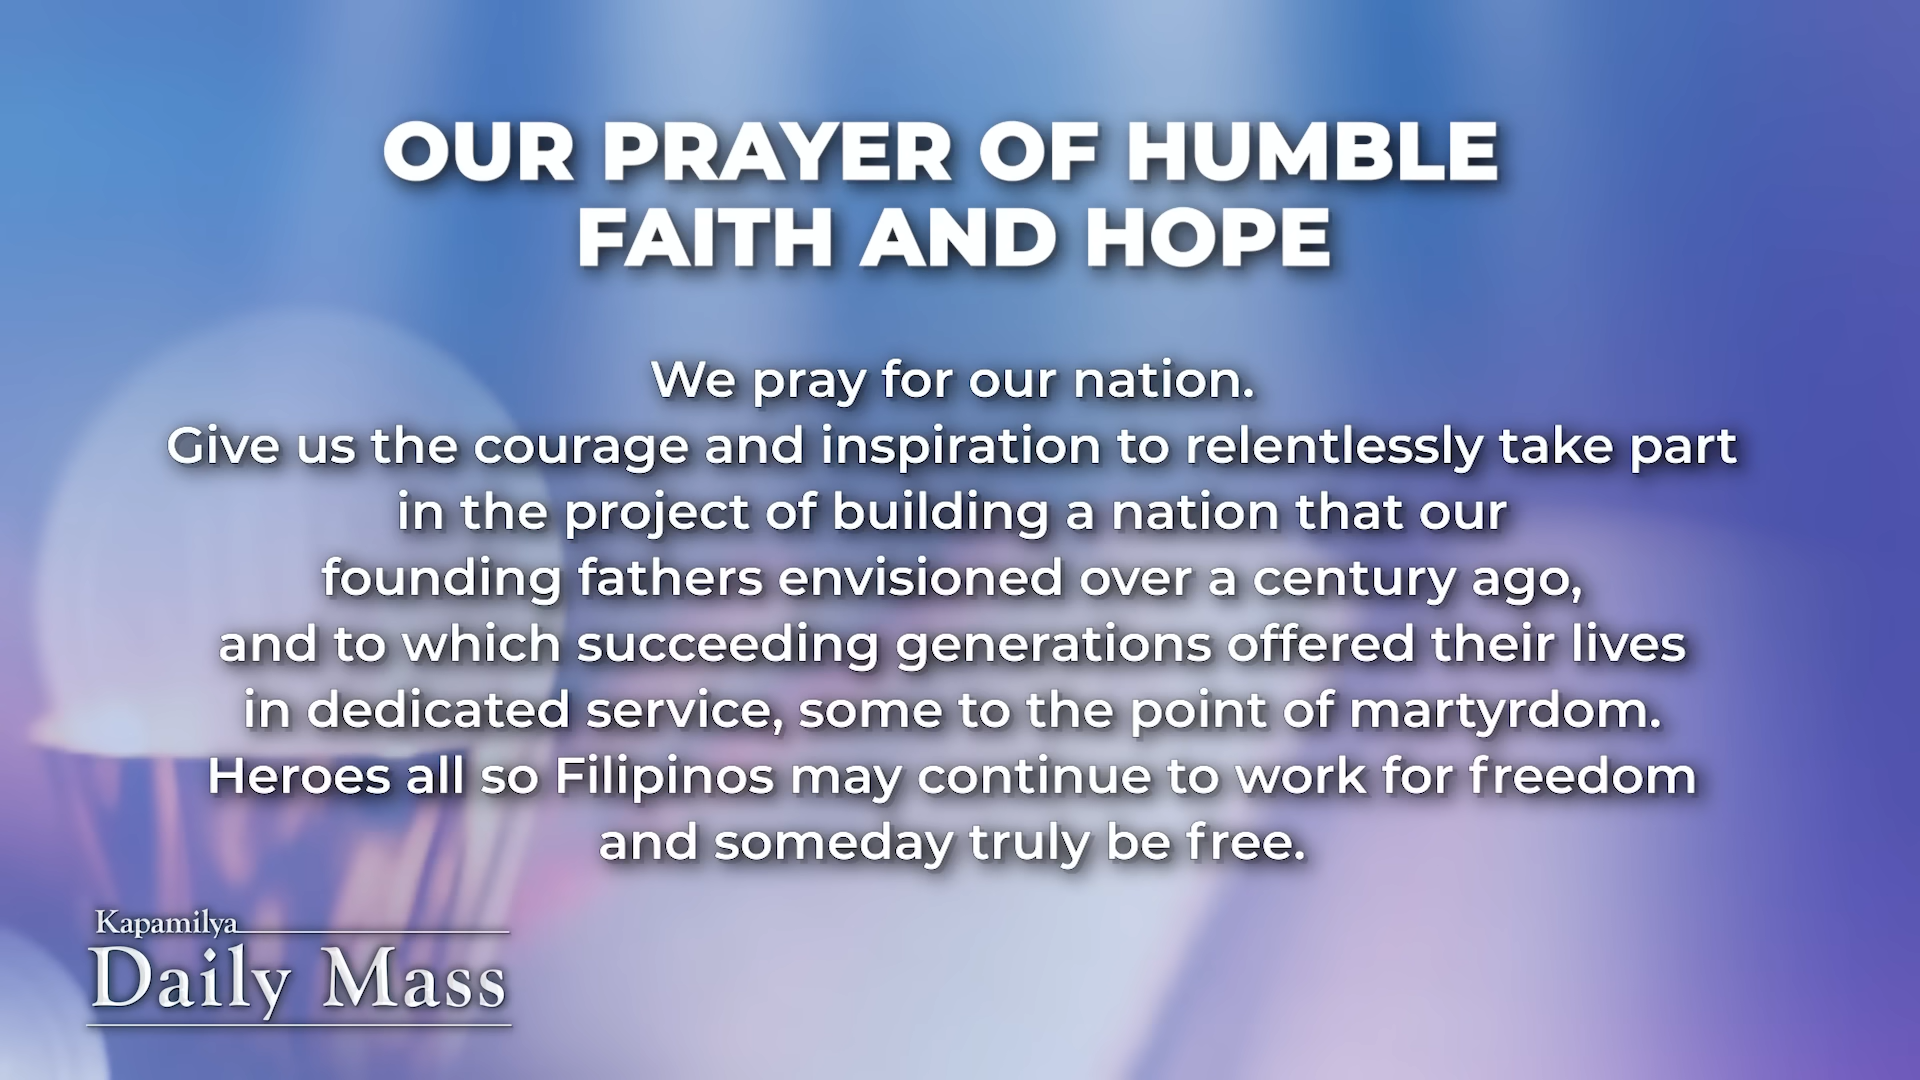 OUR PRAYER OF HUMBLE
FAITH AND HOPE
We pray for our nation.
Give us the courage and inspiration to relentlessly take part
in the project of building a nation that our
founding fathers envisioned over a century ago,
and to which succeeding generations offered their lives
in dedicated service, some to the point of martyrdom.
Heroes all so Filipinos may continue to work for freedom
and someday truly be free.
Kapamilya
Daily Mass